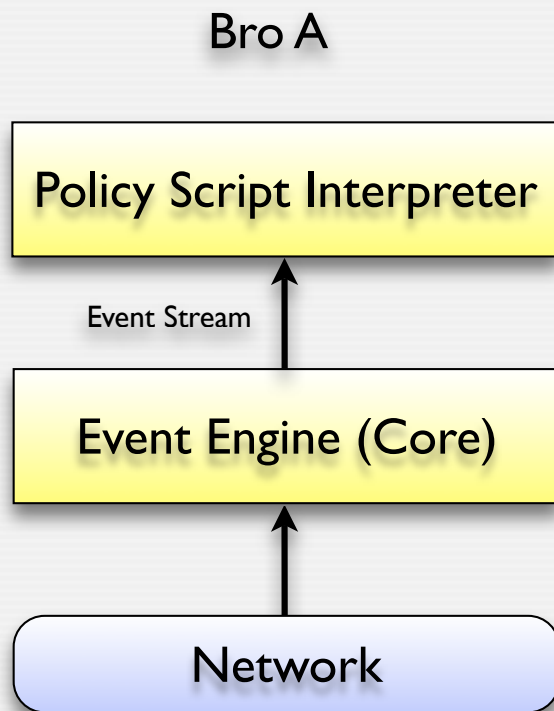 Bro A
Policy Script Interpreter
Event Stream
Event Engine (Core)
Network